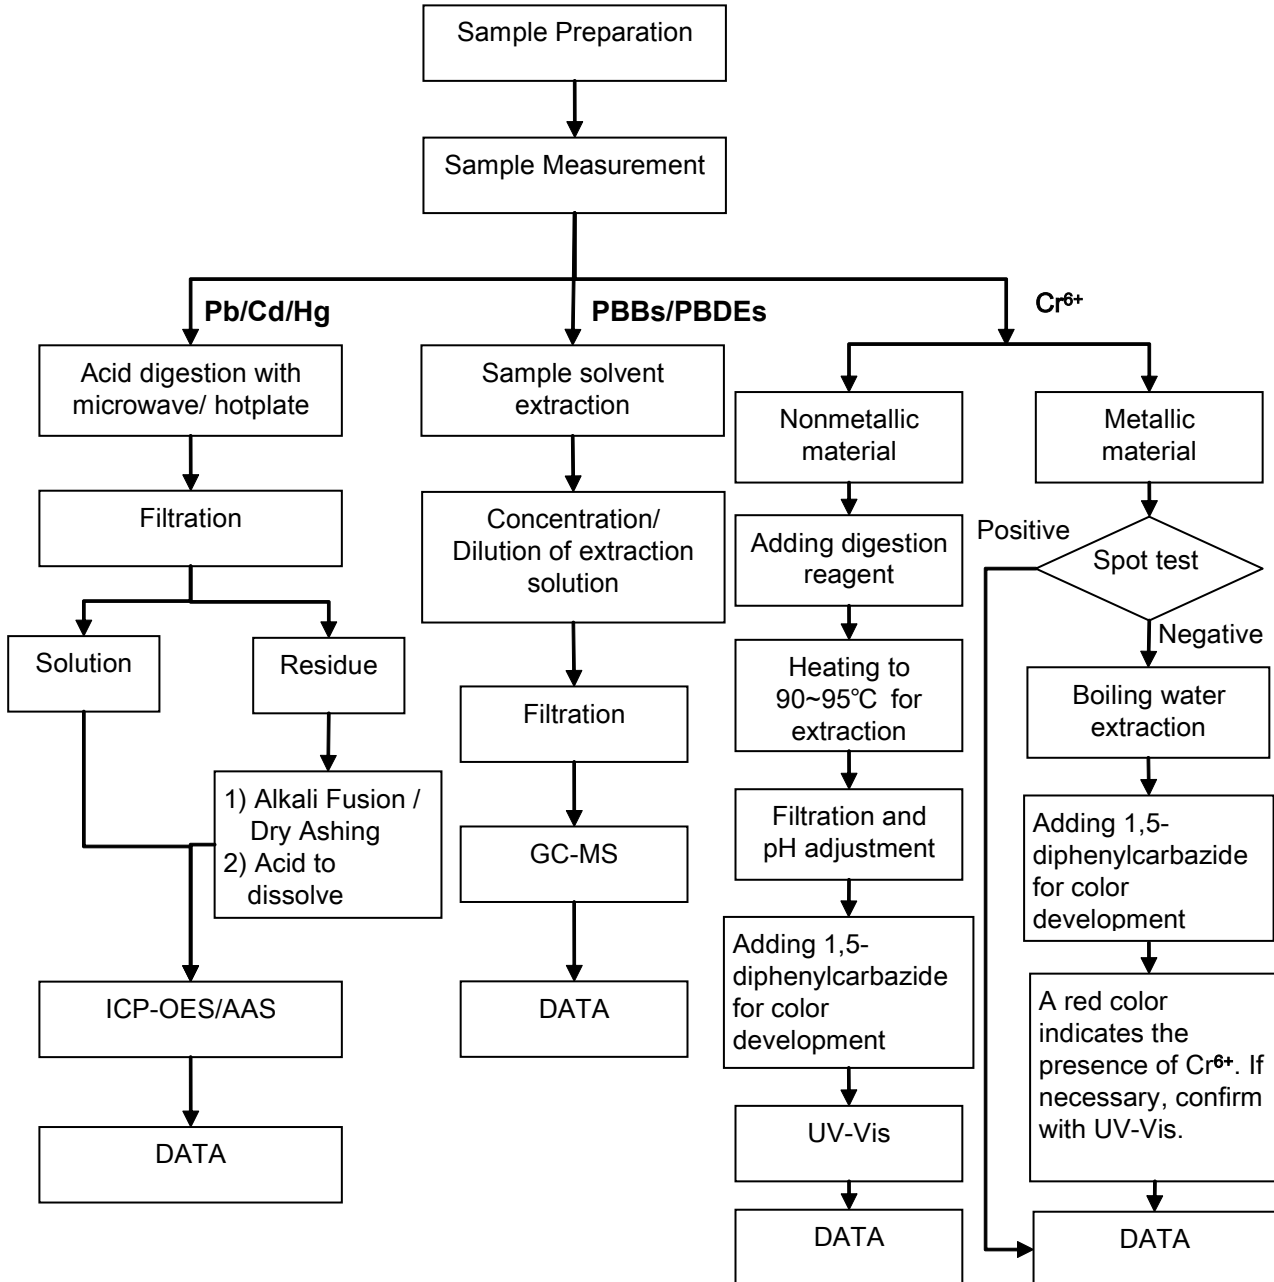 Sample Preparation
Sample Measurement
Pb/Cd/Hg
PBBs/PBDEs
Cr⁶⁺
Acid digestion with
microwave/ hotplate
Filtration
Solution
Residue
1) Alkali Fusion /
Dry Ashing
2) Acid to
dissolve
ICP-OES/AAS
DATA
Sample solvent
extraction
Concentration/
Dilution of extraction
solution
Filtration
GC-MS
DATA
Nonmetallic
material
Adding digestion
reagent
Heating to
90~95℃ for
extraction
Filtration and
pH adjustment
Adding 1,5-
diphenylcarbazide
for color
development
UV-Vis
DATA
Metallic
material
Positive
Spot test
Negative
Boiling water
extraction
Adding 1,5-
diphenylcarbazide
for color
development
A red color
indicates the
presence of Cr⁶⁺. If
necessary, confirm
with UV-Vis.
DATA